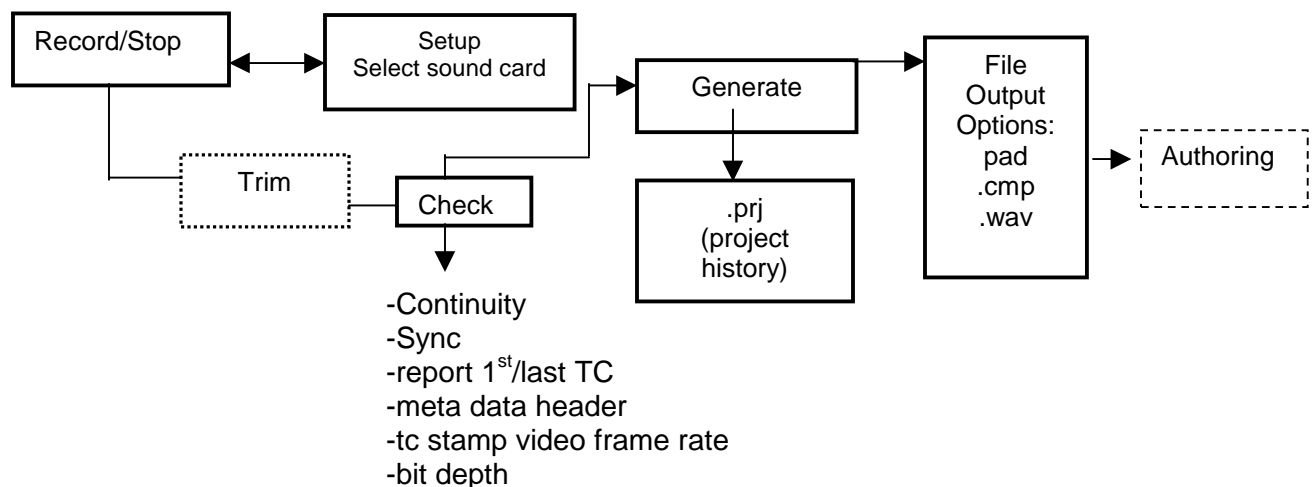 Record/Stop
Setup
Select sound card
Generate
File
Output
Options:
pad
.cmp
.wav
Authoring
Trim
Check
.prj
(project
history)
-Continuity
-Sync
-report 1st/last TC
-meta data header
-tc stamp video frame rate
-bit depth